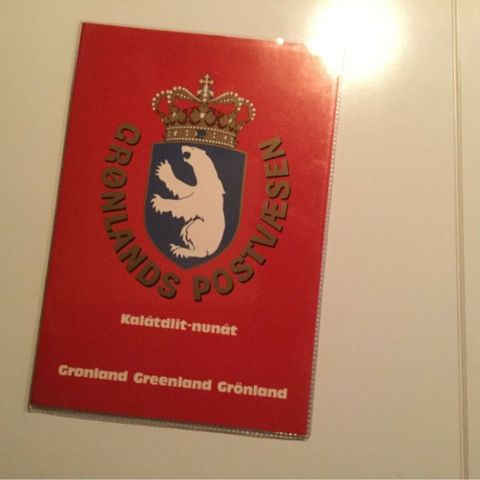 GRØNLANDS POSTVÆSEN
Kalâtdlit-nunât
Grønland Greenland Grönland